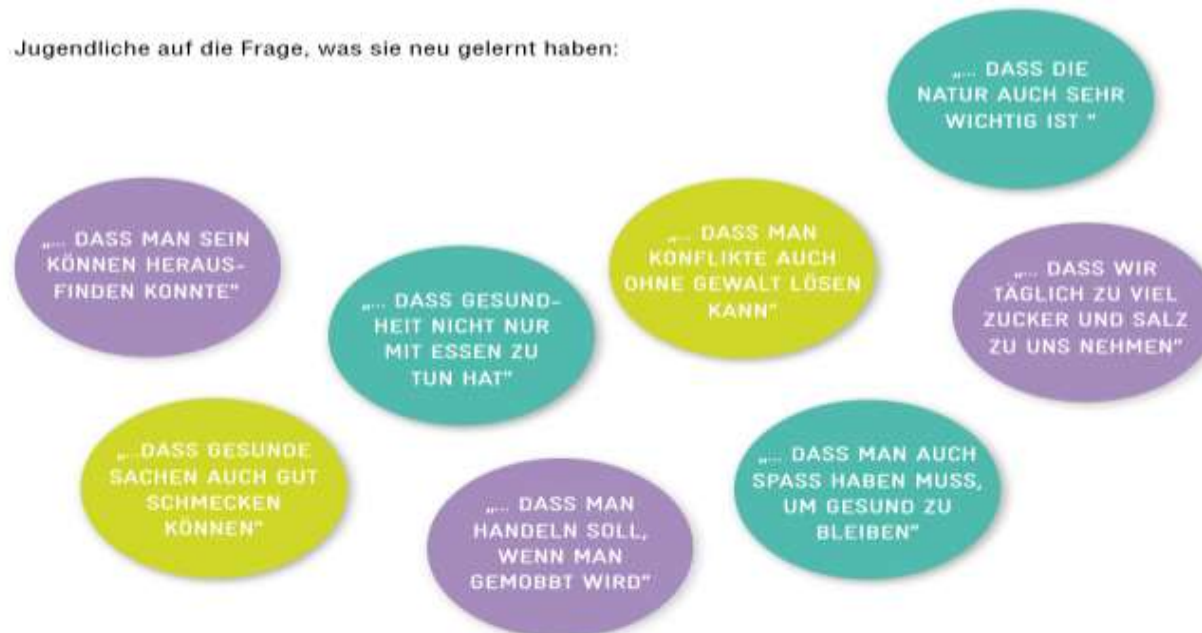 Jugendliche auf die Frage, was sie neu gelernt haben:
„... DASS DIE
NATUR AUCH SEHR
WICHTIG IST “
„... DASS MAN SEIN
KÖNNEN HERAUS-
FINDEN KONNTE“
„... DASS GESUND-
HEIT NICHT NUR
MIT ESSEN ZU
TUN HAT“
„... DASS MAN
KONFLIKTE AUCH
OHNE GEWALT LÖSEN
KANN“
„... DASS WIR
TÄGLICH ZU VIEL
ZUCKER UND SALZ
ZU UNS NEHMEN“
„...DASS GESUNDE
SACHEN AUCH GUT
SCHMECKEN
KÖNNEN“
„... DASS MAN
HANDELN SOLL,
WENN MAN
GEMOBBT WIRD“
„... DASS MAN AUCH
SPASS HABEN MUSS,
UM GESUND ZU
BLEIBEN“